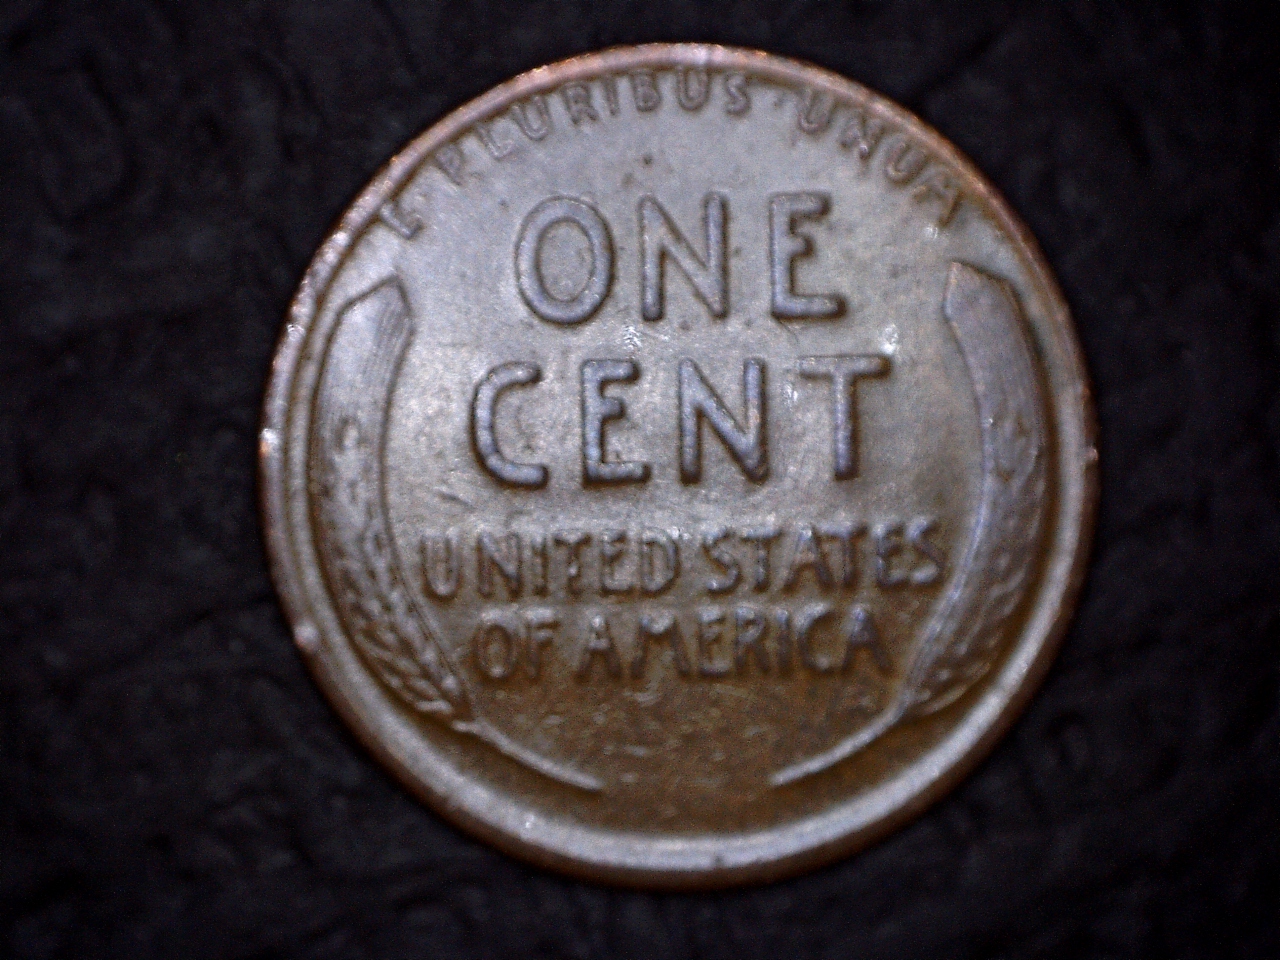 E·PLURIBUS·UNUM
ONE
CENT
UNITED STATES
OF AMERICA